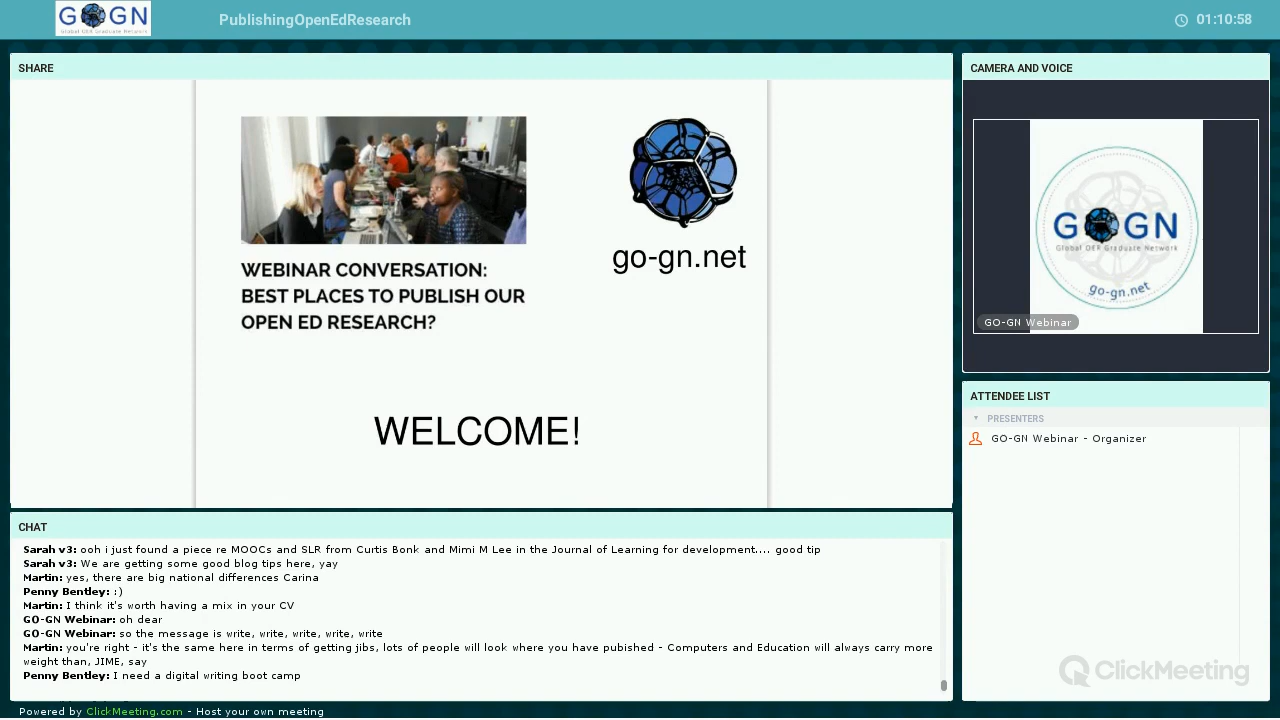 GO GN
Global OER Graduate Network
PublishingOpenEdResearch
01:10:58
SHARE
WEBINAR CONVERSATION:
BEST PLACES TO PUBLISH OUR
OPEN ED RESEARCH?
go-gn.net
WELCOME!
CAMERA AND VOICE
GO GN
Global OER Graduate Network
go-gn.net
GO-GN Webinar
ATTENDEE LIST
PRESENTERS
GO-GN Webinar - Organizer
ClickMeeting
CHAT
Sarah v3: ooh i just found a piece re MOOCs and SLR from Curtis Bonk and Mimi M Lee in the Journal of Learning for development.... good tip
Sarah v3: We are getting some good blog tips here, yay
Martin: yes, there are big national differences Carina
Penny Bentley: :)
Martin: I think it's worth having a mix in your CV
GO-GN Webinar: oh dear
GO-GN Webinar: so the message is write, write, write, write, write
Martin: you're right - it's the same here in terms of getting jibs, lots of people will look where you have pubished - Computers and Education will always carry more
weight than, JIME, say
Penny Bentley: I need a digital writing boot camp
Powered by ClickMeeting.com - Host your own meeting